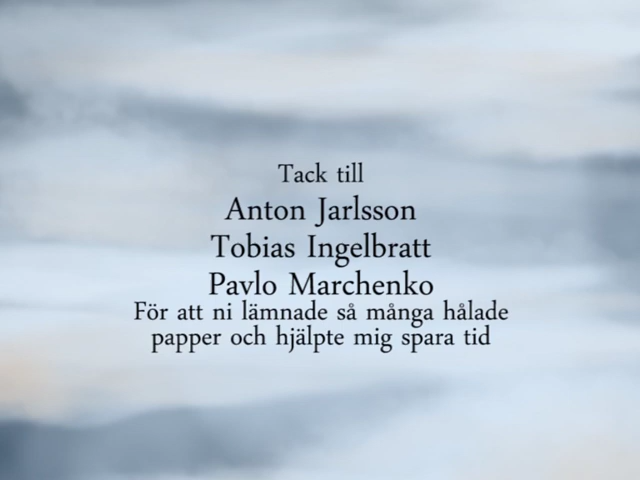 Tack till
Anton Jarlsson
Tobias Ingelbratt
Pavlo Marchenko
För att ni lämnade så många hålade
papper och hjälpte mig spara tid